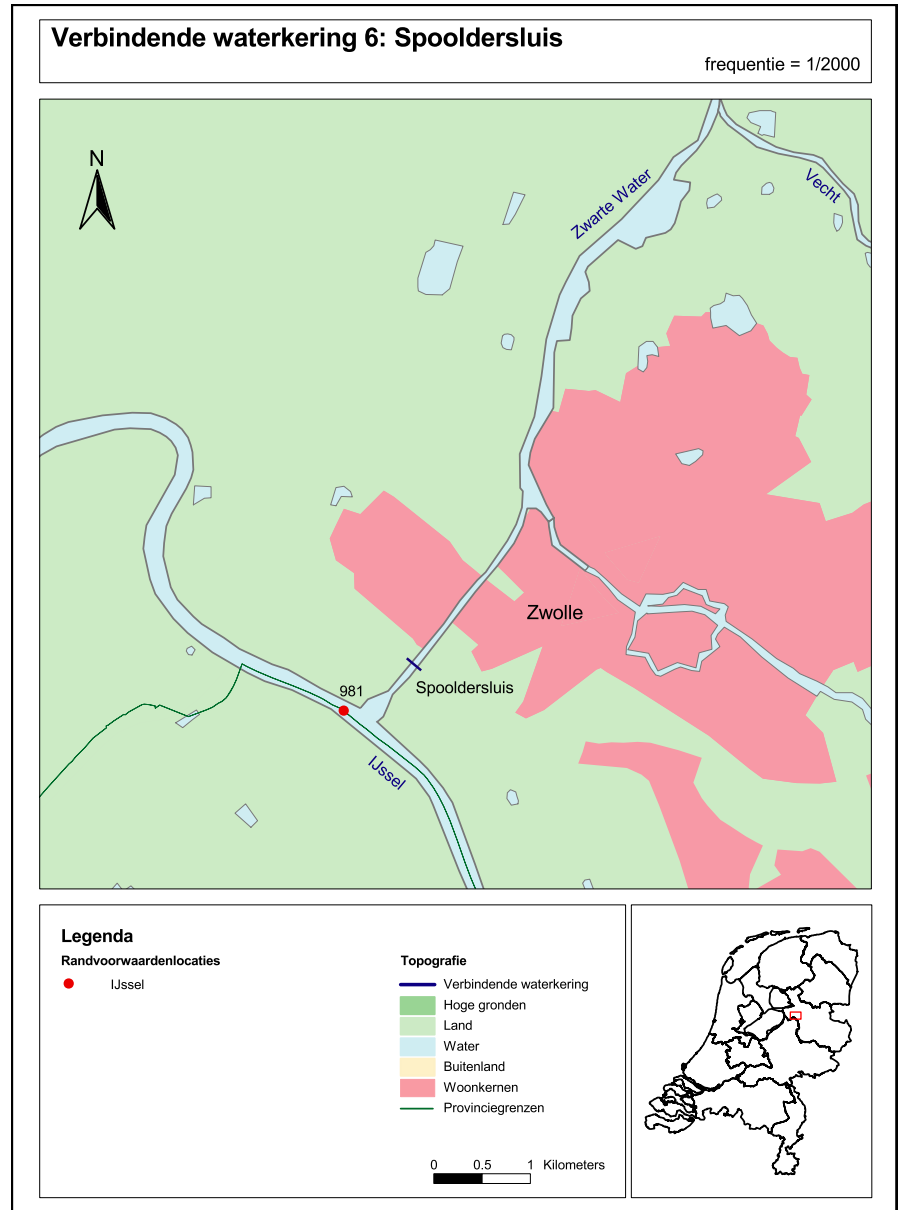 Verbindende waterkering 6: Spooldersluis
frequentie = 1/2000
N
Zwarte Water
Vecht
Zwolle
Spooldersluis
981
IJssel
Legenda
Randvoorwaardenlocaties
IJssel
Topografie
Verbindende waterkering
Hoge gronden
Land
Water
Buitenland
Woonkernen
Provinciegrenzen
0 0.5 1 Kilometers